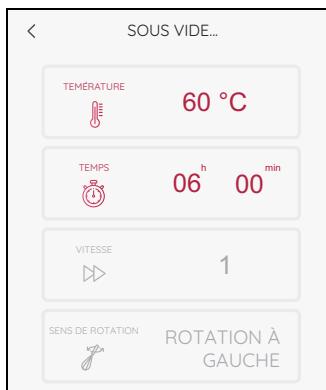 SOUS VIDE...
TEMÉRATURE
60 °C
TEMPS
06 h 00 min
VITESSE
1
SENS DE ROTATION
ROTATION À
GAUCHE